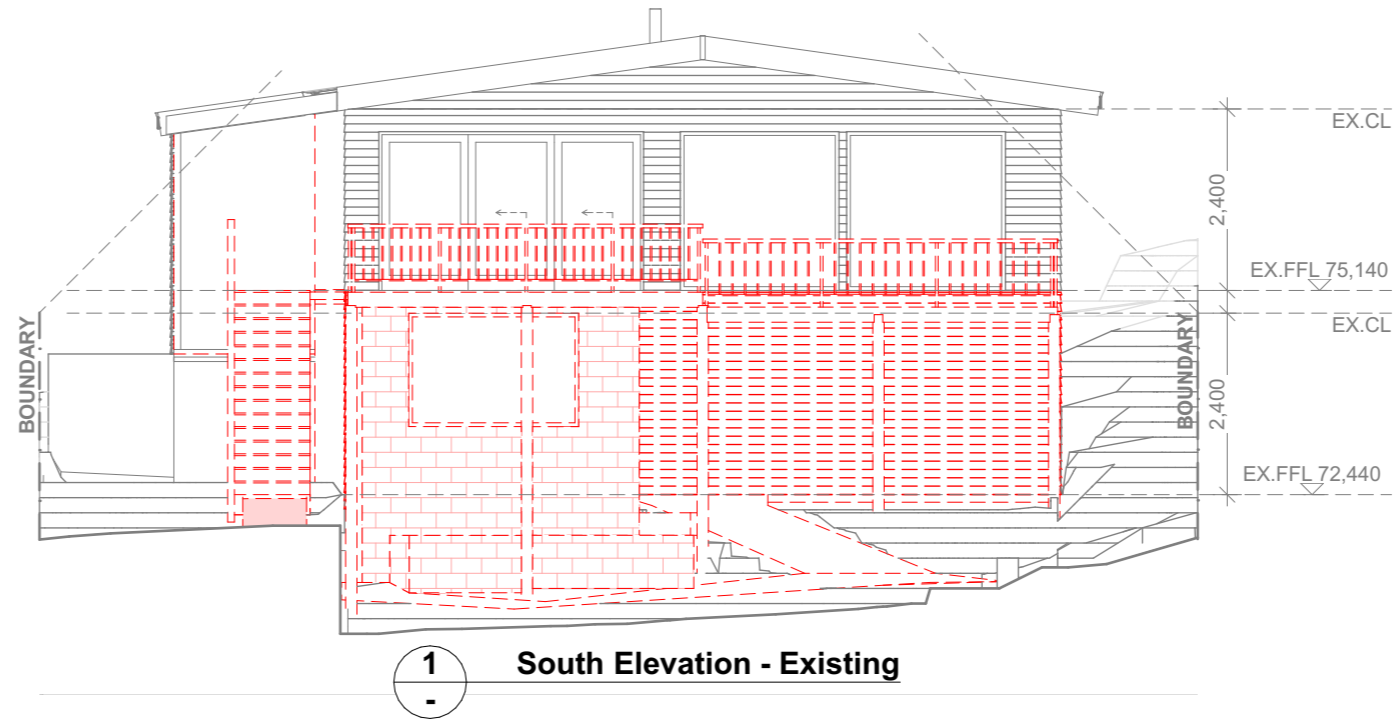 EX.CL
2,400
EX.FFL 75,140
EX.CL
BOUNDARY
BOUNDARY
2,400
EX.FFL 72,440
1
South Elevation - Existing
-